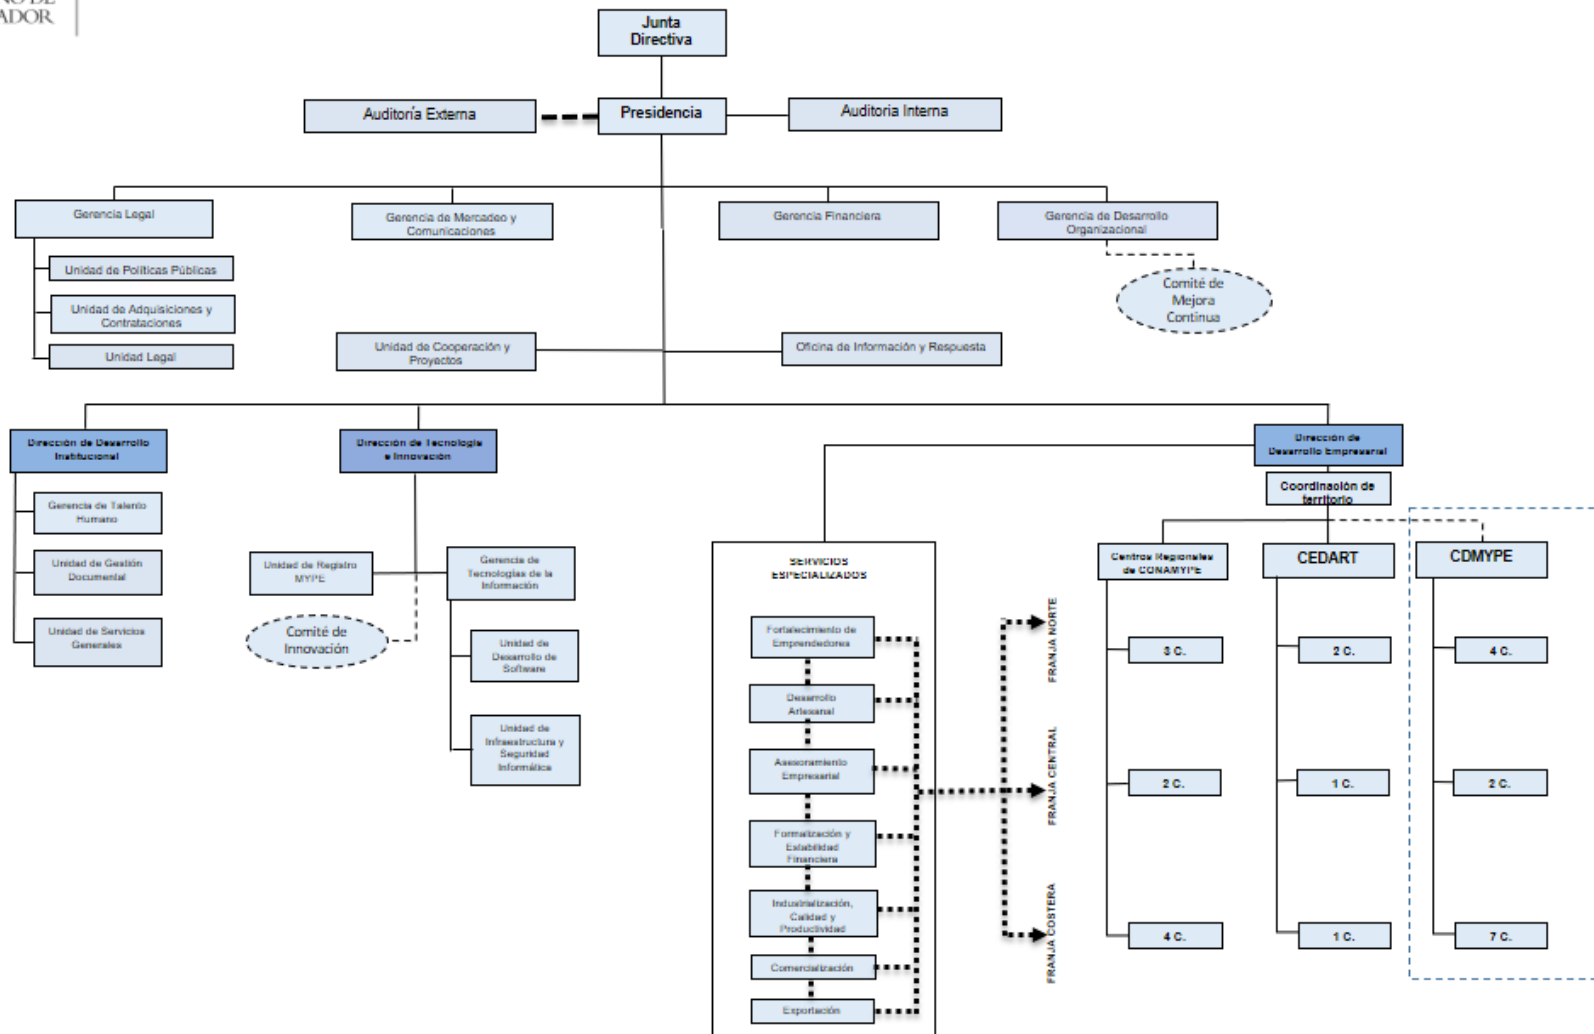 ADOR
Junta
Directiva
Auditoría Externa
Presidencia
Auditoria Interna
Gerencia Legal
Gerencia de Mercadeo y
Comunicaciones
Gerencia Financiera
Gerencia de Desarrollo
Organizacional
Unidad de Políticas Públicas
Unidad de Adquisiciones y
Contrataciones
Unidad Legal
Comité de
Mejora
Continua
Unidad de Cooperación y
Proyectos
Oficina de Información y Respuesta
Dirección de Desarrollo
Institucional
Dirección de Tecnología
e Innovación
Dirección de
Desarrollo Empresarial
Coordinación de
territorio
Gerencia de Talento
Humano
Unidad de Gestión
Documental
Unidad de Servicios
Generales
Unidad de Registro
MYPE
Gerencia de
Tecnologías de la
Información
Comité de
Innovación
Unidad de
Desarrollo de
Software
Unidad de
Infraestructura y
Seguridad
Informática
SERVICIOS
ESPECIALIZADOS
Fortalecimiento de
Emprendedores
Desarrollo
Artesanal
Asesoramiento
Empresarial
Formalización y
Estabilidad
Financiera
Industrialización,
Calidad y
Productividad
Comercialización
Exportación
FRANJA NORTE
FRANJA CENTRAL
FRANJA COSTERA
Centros Regionales
de CONAMYPE
CEDART
CDMYPE
3 C.
2 C.
4 C.
2 C.
1 C.
2 C.
4 C.
1 C.
7 C.